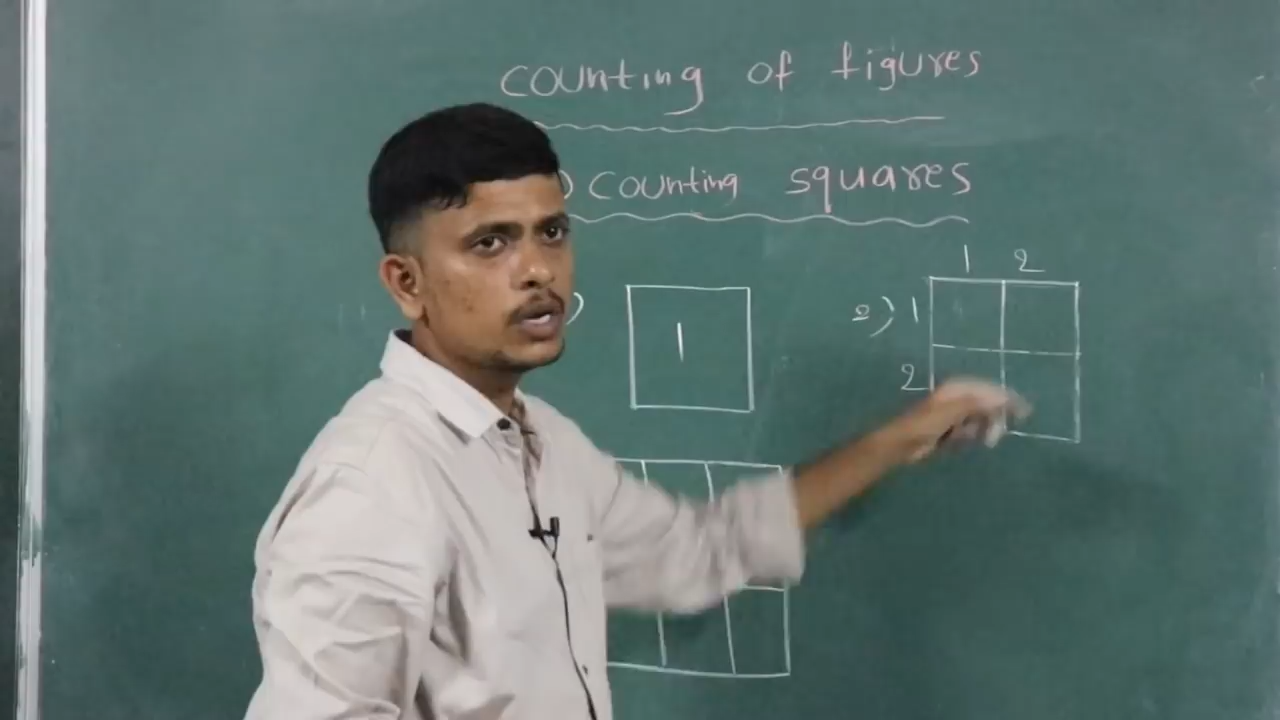 counting of figures
) counting squares
1 2
) 1 2) 1
2